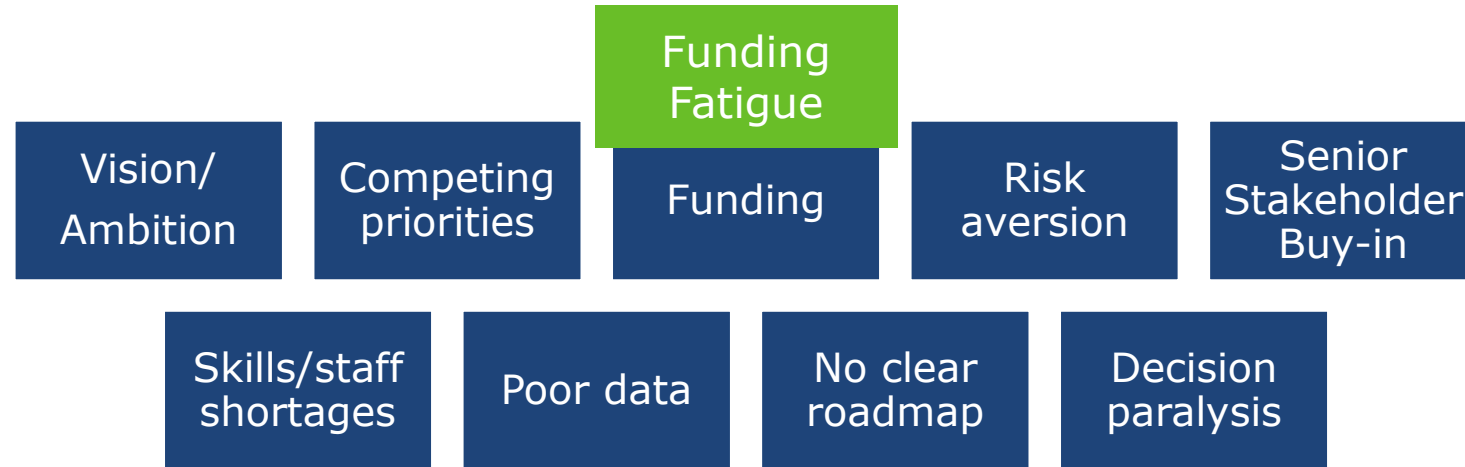 Funding
Fatigue
Vision/
Ambition
Competing
priorities
Funding
Risk
aversion
Senior
Stakeholder
Buy-in
Skills/staff
shortages
Poor data
No clear
roadmap
Decision
paralysis